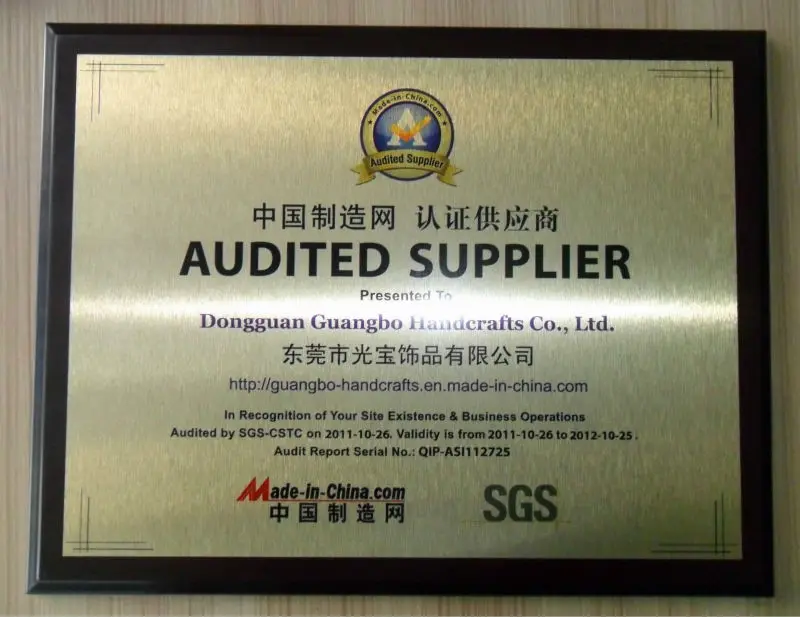 Made-in-China.com
Audited Supplier
中国制造网 认证供应商
AUDITED SUPPLIER
Presented To
Dongguan Guangbo Handcrafts Co., Ltd.
东莞市光宝饰品有限公司
http://guangbo-handcrafts.en.made-in-china.com
In Recognition of Your Site Existence & Business Operations
Audited by SGS-CSTC on 2011-10-26. Validity is from 2011-10-26 to 2012-10-25.
Audit Report Serial No.: QIP-ASI112725
Made-in-China.com
中国制造网
SGS